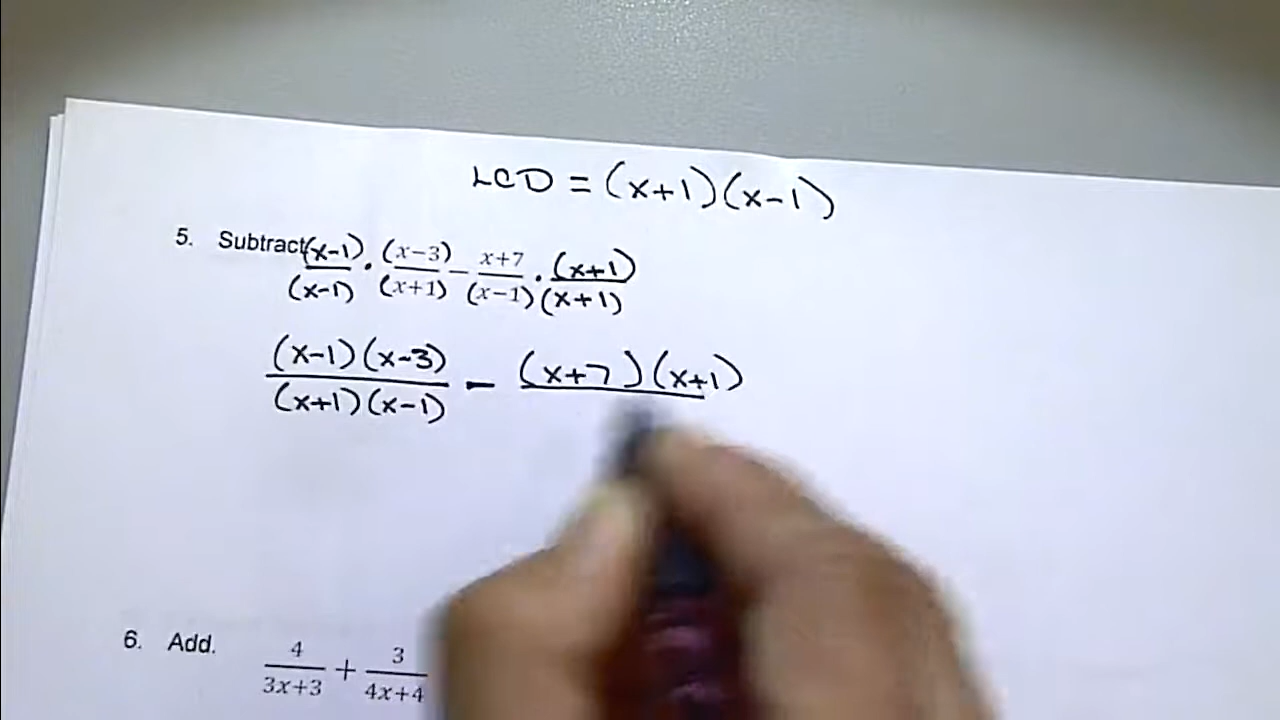 LCD = (x+1)(x-1)
5. Subtract (x-1)/(x-1) · (x-3)/(x+1) - x+7/(x-1) · (x+1)/(x+1)
(x-1)(x-3)/(x+1)(x-1) - (x+7)(x+1)
6. Add. 4/3x+3 + 3/4x+4